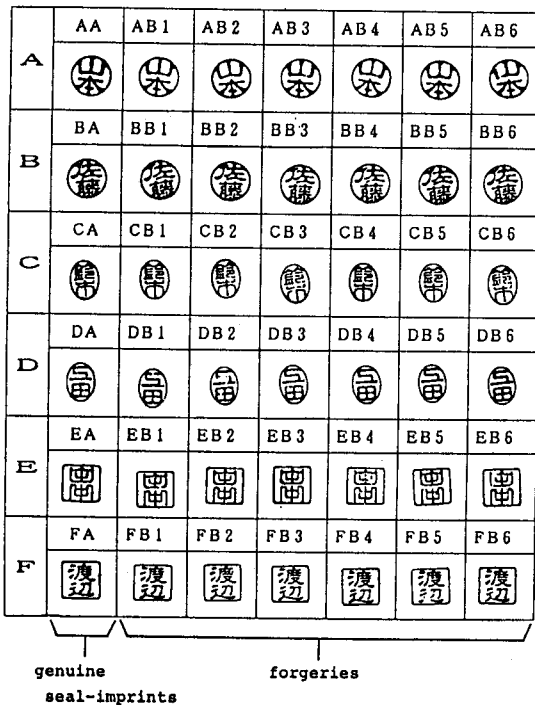 AA AB1 AB2 AB3 AB4 AB5 AB6
A
山本 山本 山本 山本 山本 山本 山本
BA BB1 BB2 BB3 BB4 BB5 BB6
B
佐藤 佐藤 佐藤 佐藤 佐藤 佐藤 佐藤
CA CB1 CB2 CB3 CB4 CB5 CB6
C
DA DB1 DB2 DB3 DB4 DB5 DB6
D
EA EB1 EB2 EB3 EB4 EB5 EB6
E
FA FB1 FB2 FB3 FB4 FB5 FB6
F
渡辺 渡辺 渡辺 渡辺 渡辺 渡辺 渡辺
genuine forgeries
seal-imprints